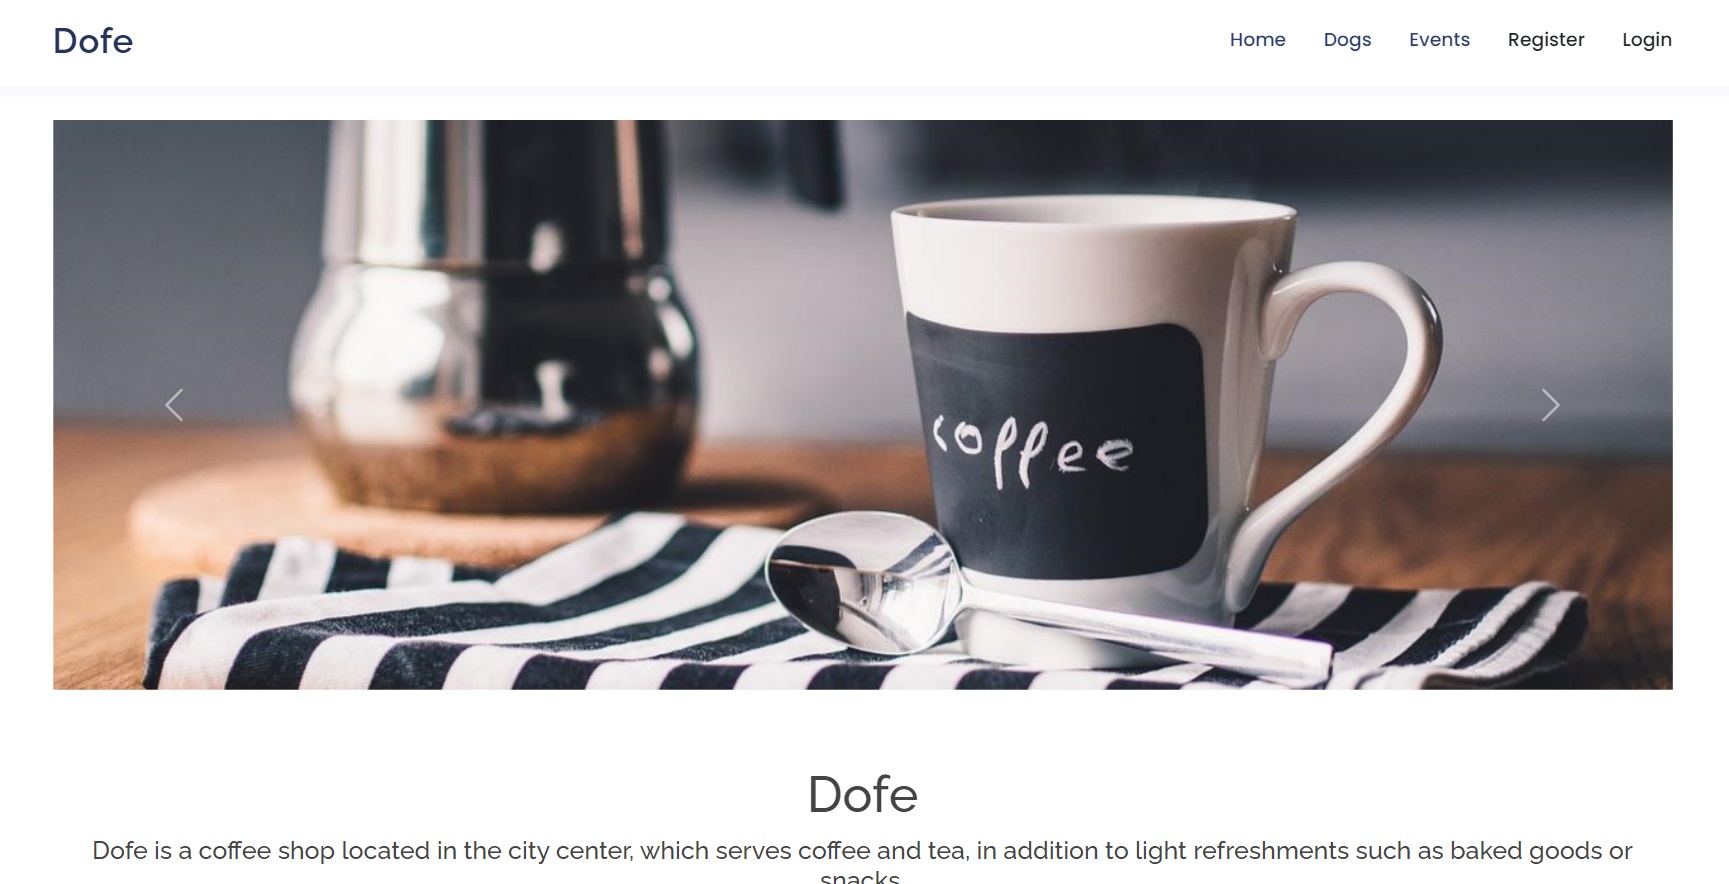 Dofe
Home Dogs Events Register Login
coffee
Dofe
Dofe is a coffee shop located in the city center, which serves coffee and tea, in addition to light refreshments such as baked goods or
snacks